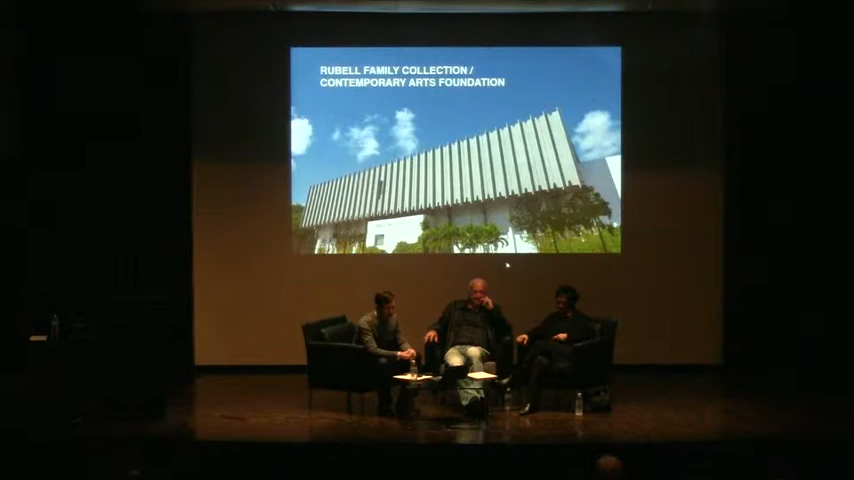 RUBELL FAMILY COLLECTION /
CONTEMPORARY ARTS FOUNDATION